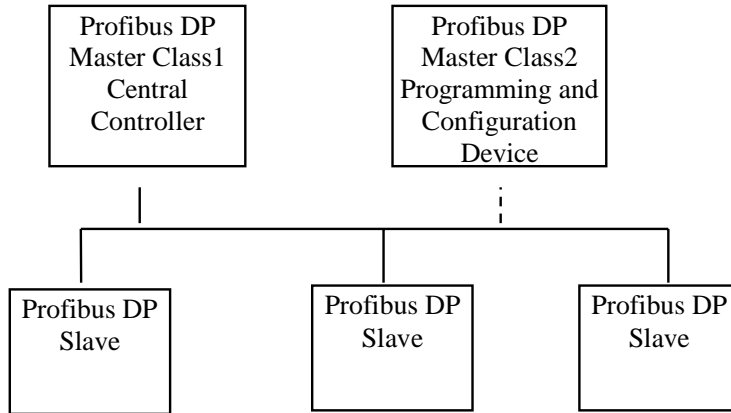 Profibus DP
Master Class1
Central
Controller
Profibus DP
Master Class2
Programming and
Configuration
Device
Profibus DP
Slave
Profibus DP
Slave
Profibus DP
Slave